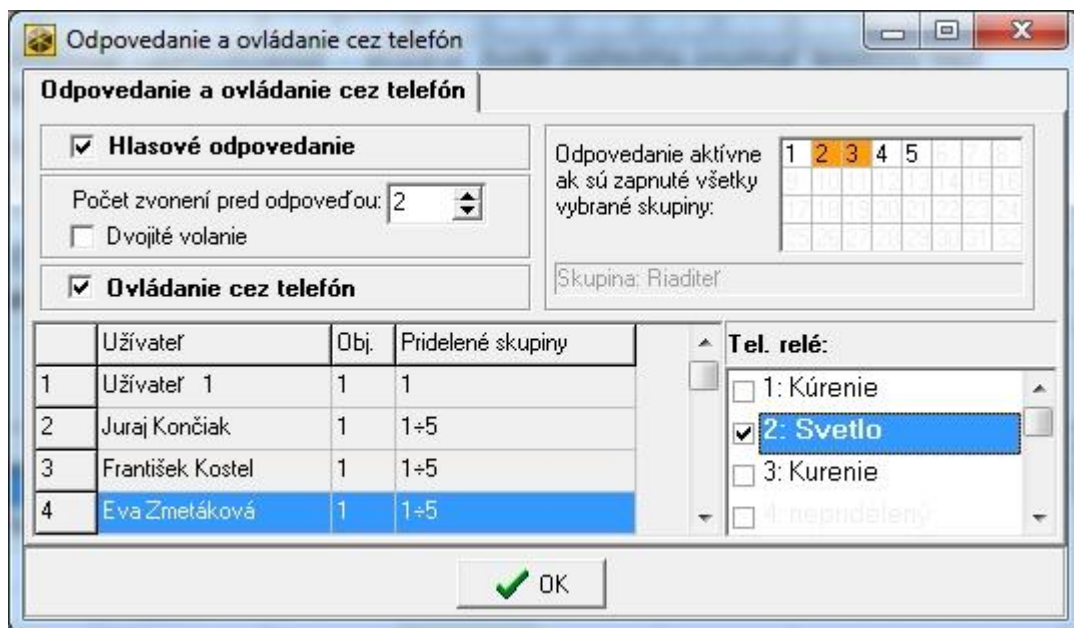 Odpovedanie a ovládanie cez telefón
Odpovedanie a ovládanie cez telefón
Hlasové odpovedanie
Počet zvonení pred odpoveďou: 2
Dvojité volanie
Ovládanie cez telefón
Odpovedanie aktívne
ak sú zapnuté všetky
vybrané skupiny:
1 2 3 4 5 6 7 8
9 10 11 12 13 14 15 16
17 18 19 20 21 22 23 24
25 26 27 28 29 30 31 32
Skupina: Riaditeľ
Užívateľ Obj. Pridelené skupiny
1 Užívateľ 1 1 1
2 Juraj Končiak 1 1÷5
3 František Kostel 1 1÷5
4 Eva Zmetáková 1 1÷5
Tel. relé:
1: Kúrenie
2: Svetlo
3: Kurenie
4: nepridelený
OK